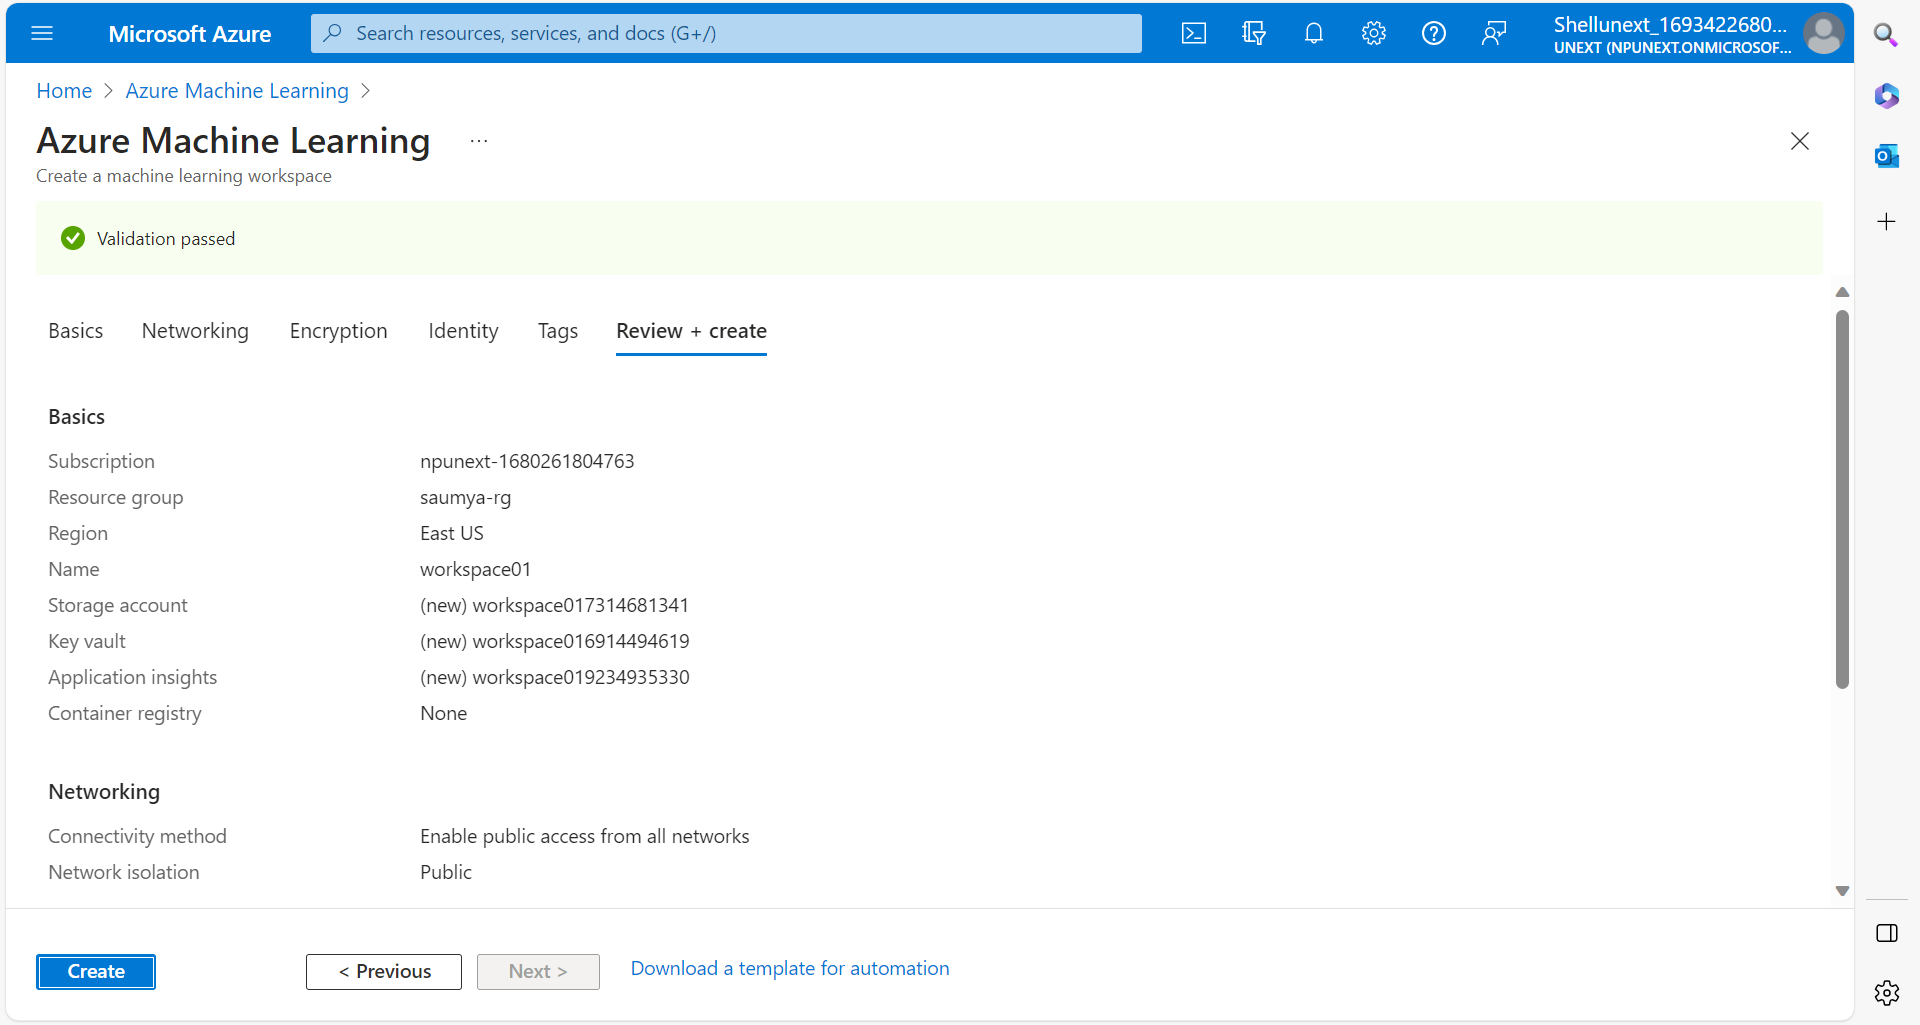 Microsoft Azure
Search resources, services, and docs (G+/)
Shellunext_1693422680...
UNEXT (NPUNEXT.ONMICROSOF...
Home > Azure Machine Learning >
Azure Machine Learning ...
Create a machine learning workspace
Validation passed
Basics Networking Encryption Identity Tags Review + create
Basics
Subscription npunext-1680261804763
Resource group saumya-rg
Region East US
Name workspace01
Storage account (new) workspace017314681341
Key vault (new) workspace016914494619
Application insights (new) workspace019234935330
Container registry None
Networking
Connectivity method Enable public access from all networks
Network isolation Public
Create < Previous Next > Download a template for automation